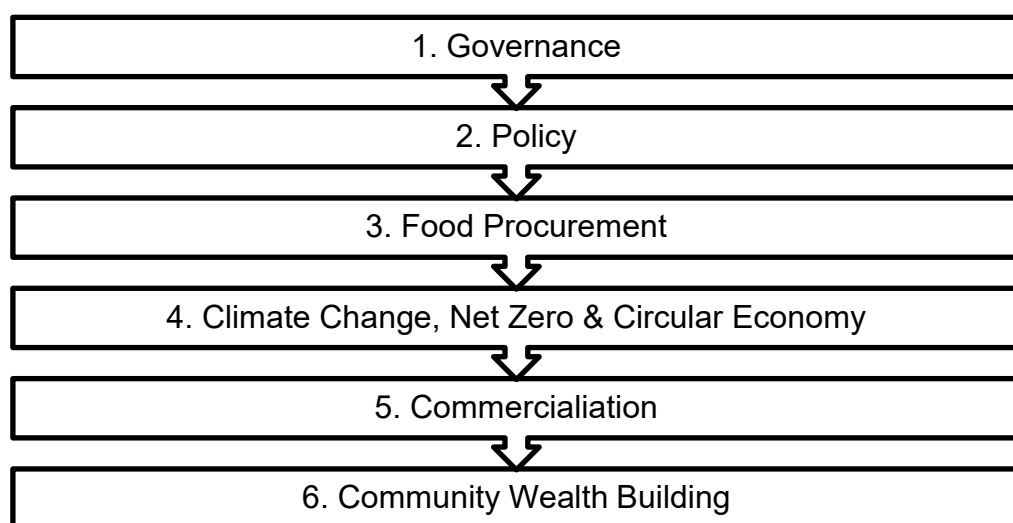 1. Governance
2. Policy
3. Food Procurement
4. Climate Change, Net Zero & Circular Economy
5. Commercialiation
6. Community Wealth Building